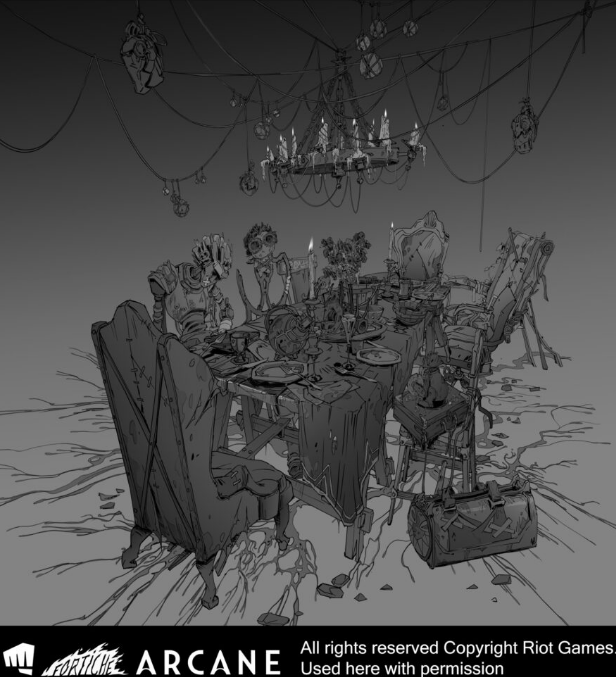 FORTICHE ARCANE
All rights reserved Copyright Riot Games.
Used here with permission